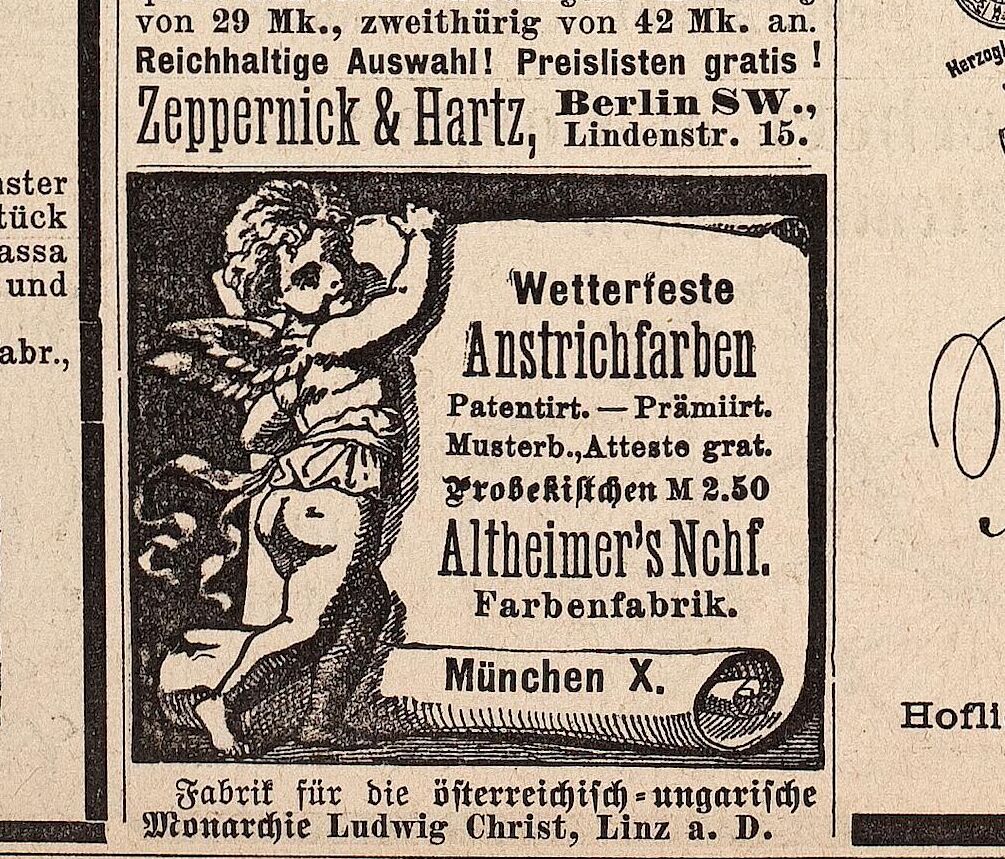 von 29 Mk., zweithürig von 42 Mk. an.
Reichhaltige Auswahl! Preislisten gratis!
Zeppernick & Hartz, Berlin SW.,
Lindenstr. 15.
Wetterfeste
Anstrichfarben
Patentirt. — Prämiirt.
Musterb., Atteste grat.
Probekistchen M 2.50
Altheimer's Nchf.
Farbenfabrik.
München X.
Fabrik für die österreichisch-ungarische
Monarchie Ludwig Christ, Linz a. D.
ster
tück
assa
und
abr.,
Herzogl
Hofli